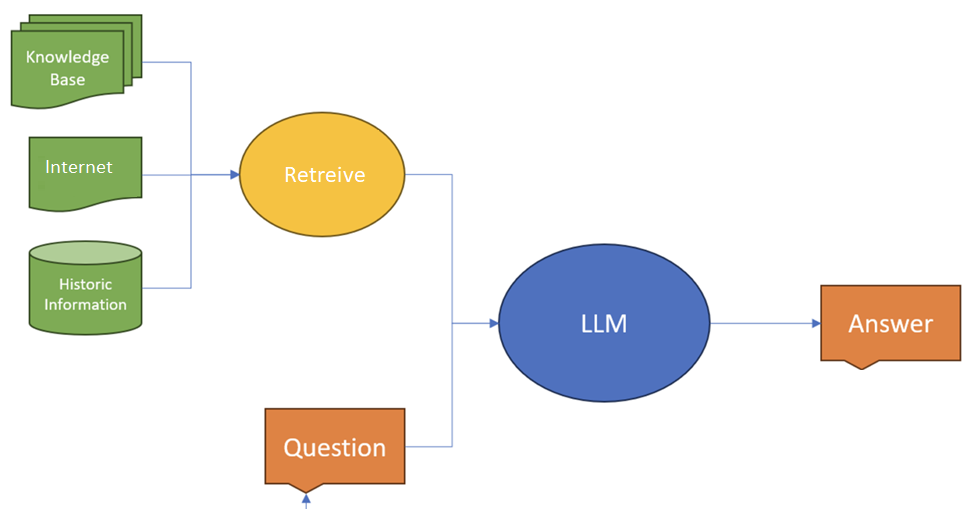 Knowledge
Base
Internet
Retreive
Historic
Information
LLM
Answer
Question